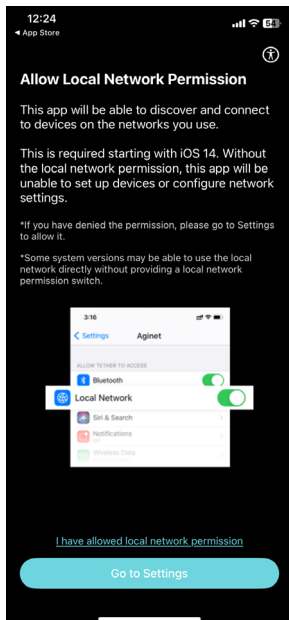 12:24
54
◄ App Store
Allow Local Network Permission
This app will be able to discover and connect
to devices on the networks you use.
This is required starting with iOS 14. Without
the local network permission, this app will be
unable to set up devices or configure network
settings.
*If you have denied the permission, please go to Settings
to allow it.
*Some system versions may be able to use the local
network directly without providing a local network
permission switch.
3:16
Settings Aginet
ALLOW TETHER TO ACCESS
Bluetooth
Local Network
Siri & Search
Notifications
Off
Wireless Data
I have allowed local network permission
Go to Settings